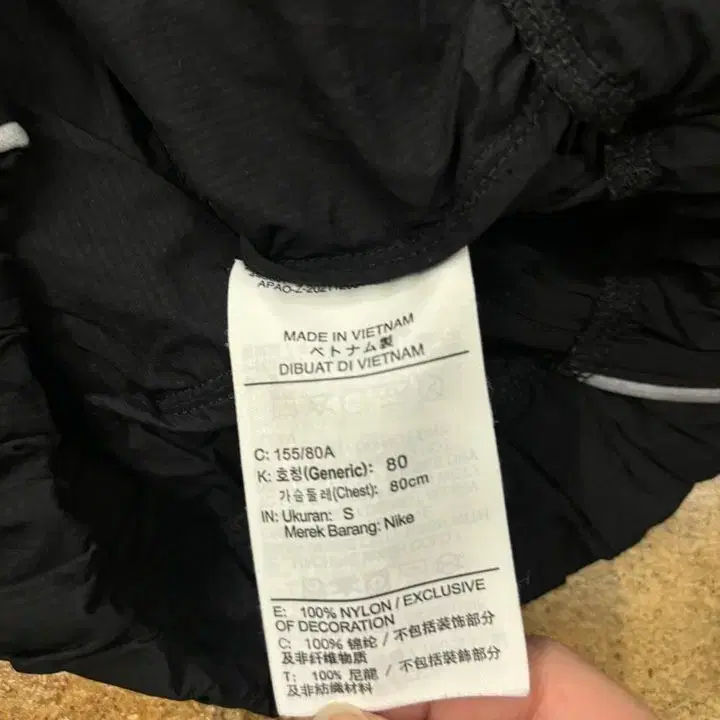 MADE IN VIETNAM
ベトナム製
DIBUAT DI VIETNAM
C: 155/80A
K: 호칭(Generic): 80
가슴둘레(Chest): 80cm
IN: Ukuran: S
Merek Barang: Nike
E: 100% NYLON / EXCLUSIVE
OF DECORATION
C: 100% 锦纶 / 不包括装饰部分
及非纤维物质
T: 100% 尼龍 / 不包括裝飾部分
及非紡織材料